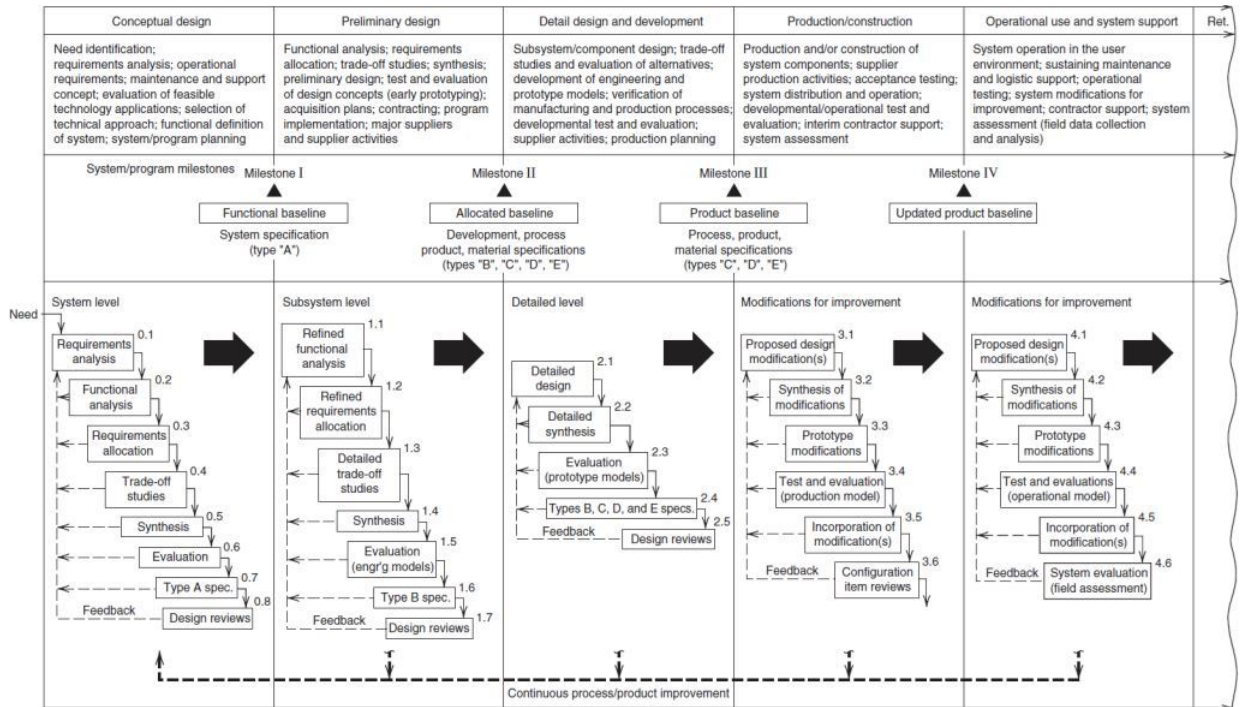 Conceptual design
Preliminary design
Detail design and development
Production/construction
Operational use and system support
Ret.
Need identification;
requirements analysis; operational
requirements; maintenance and support
concept; evaluation of feasible
technology applications; selection of
technical approach; functional definition
of system; system/program planning
Functional analysis; requirements
allocation; trade-off studies; synthesis;
preliminary design; test and evaluation
of design concepts (early prototyping);
acquisition plans; contracting; program
implementation; major suppliers
and supplier activities
Subsystem/component design; trade-off
studies and evaluation of alternatives;
development of engineering and
prototype models; verification of
manufacturing and production processes;
developmental test and evaluation;
supplier activities; production planning
Production and/or construction of
system components; supplier
production activities; acceptance testing;
system distribution and operation;
developmental/operational test and
evaluation; interim contractor support;
system assessment
System operation in the user
environment; sustaining maintenance
and logistic support; operational
testing; system modifications for
improvement; contractor support; system
assessment (field data collection
and analysis)
System/program milestones
Milestone I
Milestone II
Milestone III
Milestone IV
Functional baseline
Allocated baseline
Product baseline
Updated product baseline
System specification
(type "A")
Development, process
product, material specifications
(types "B", "C", "D", "E")
Process, product,
material specifications
(types "C", "D", "E")
Need
System level
0.1
Requirements
analysis
0.2
Functional
analysis
0.3
Requirements
allocation
0.4
Trade-off
studies
0.5
Synthesis
0.6
Evaluation
0.7
Type A spec.
0.8
Feedback
Design reviews
Subsystem level
1.1
Refined
functional
analysis
1.2
Refined
requirements
allocation
1.3
Detailed
trade-off
studies
1.4
Synthesis
1.5
Evaluation
(engr'g models)
1.6
Type B spec.
1.7
Feedback
Design reviews
Detailed level
2.1
Detailed
design
2.2
Detailed
synthesis
2.3
Evaluation
(prototype models)
2.4
Types B, C, D, and E specs.
2.5
Feedback
Design reviews
Modifications for improvement
3.1
Proposed design
modification(s)
3.2
Synthesis of
modifications
3.3
Prototype
modifications
3.4
Test and evaluation
(production model)
3.5
Incorporation of
modification(s)
3.6
Feedback
Configuration
item reviews
Modifications for improvement
4.1
Proposed design
modification(s)
4.2
Synthesis of
modifications
4.3
Prototype
modifications
4.4
Test and evaluations
(operational model)
4.5
Incorporation of
modification(s)
4.6
Feedback
System evaluation
(field assessment)
Continuous process/product improvement